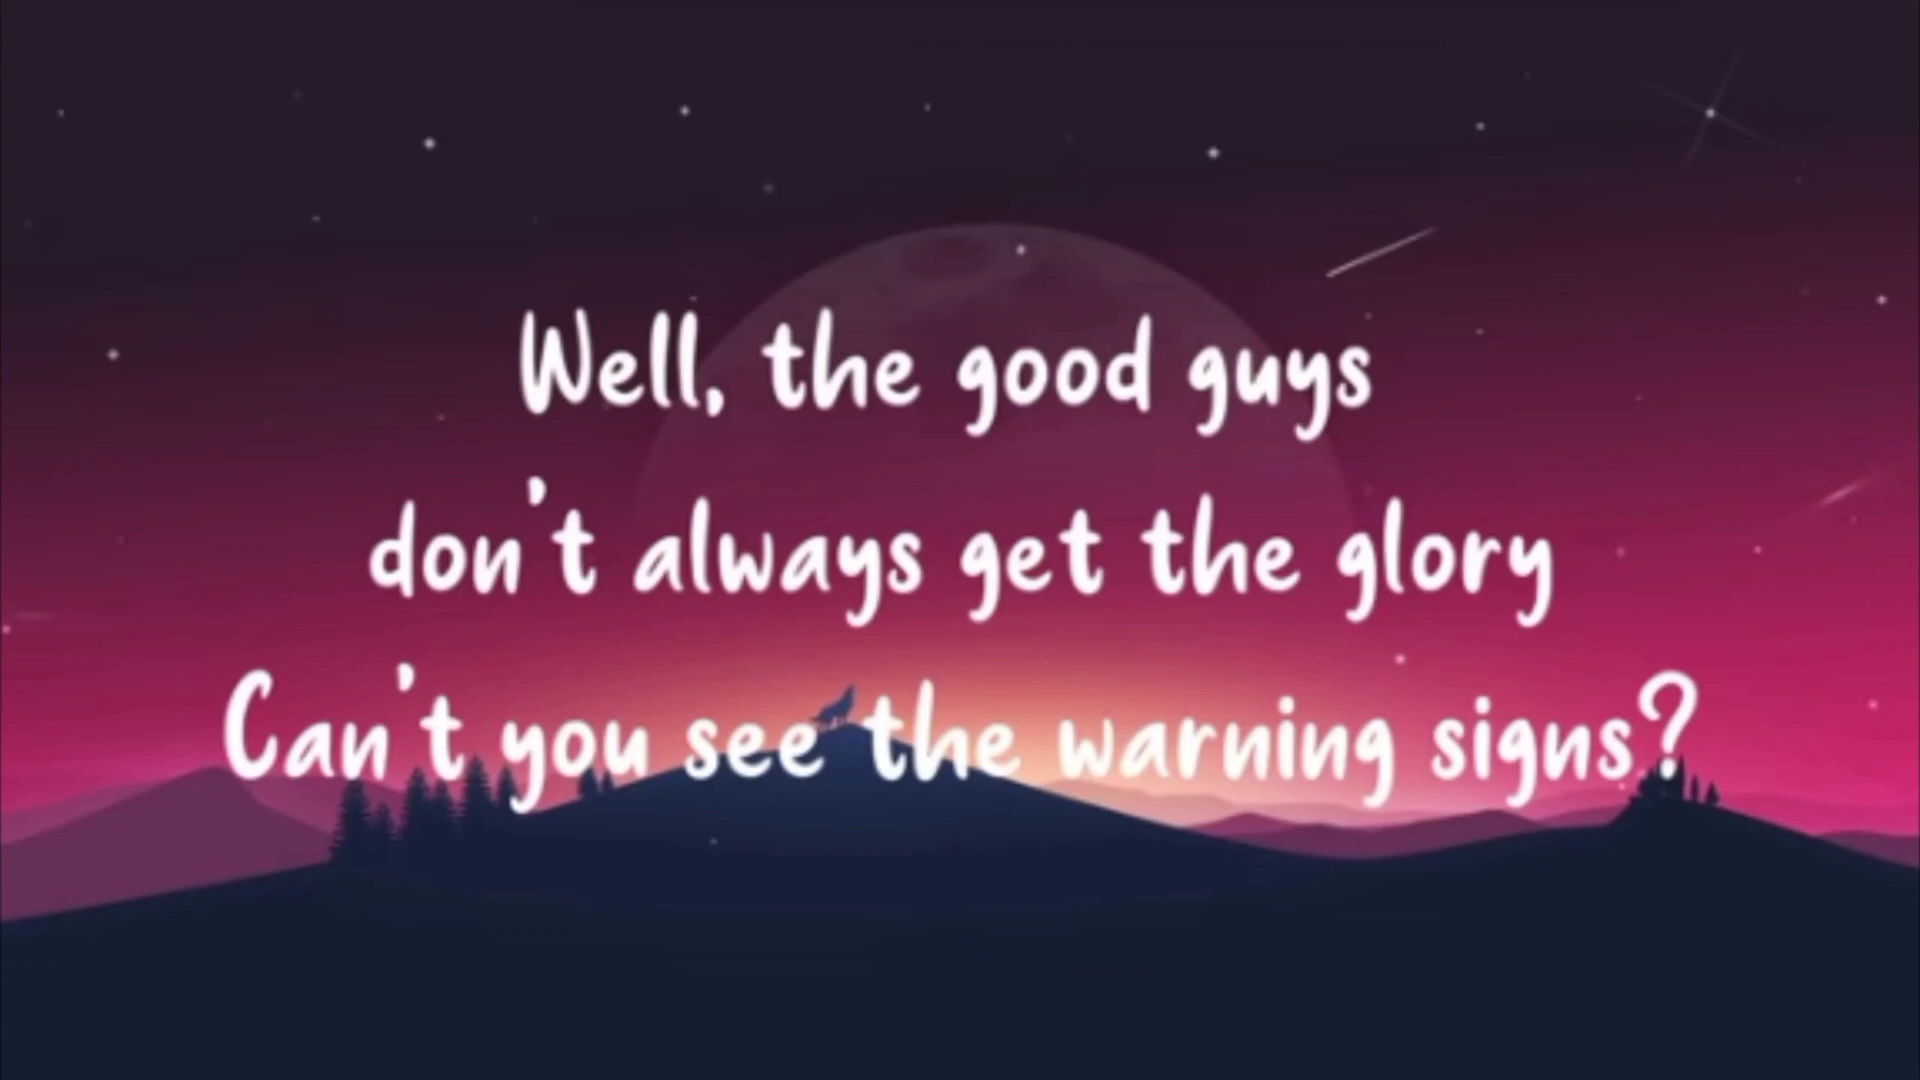 Well, the good guys
don't always get the glory
Can't you see the warning signs?